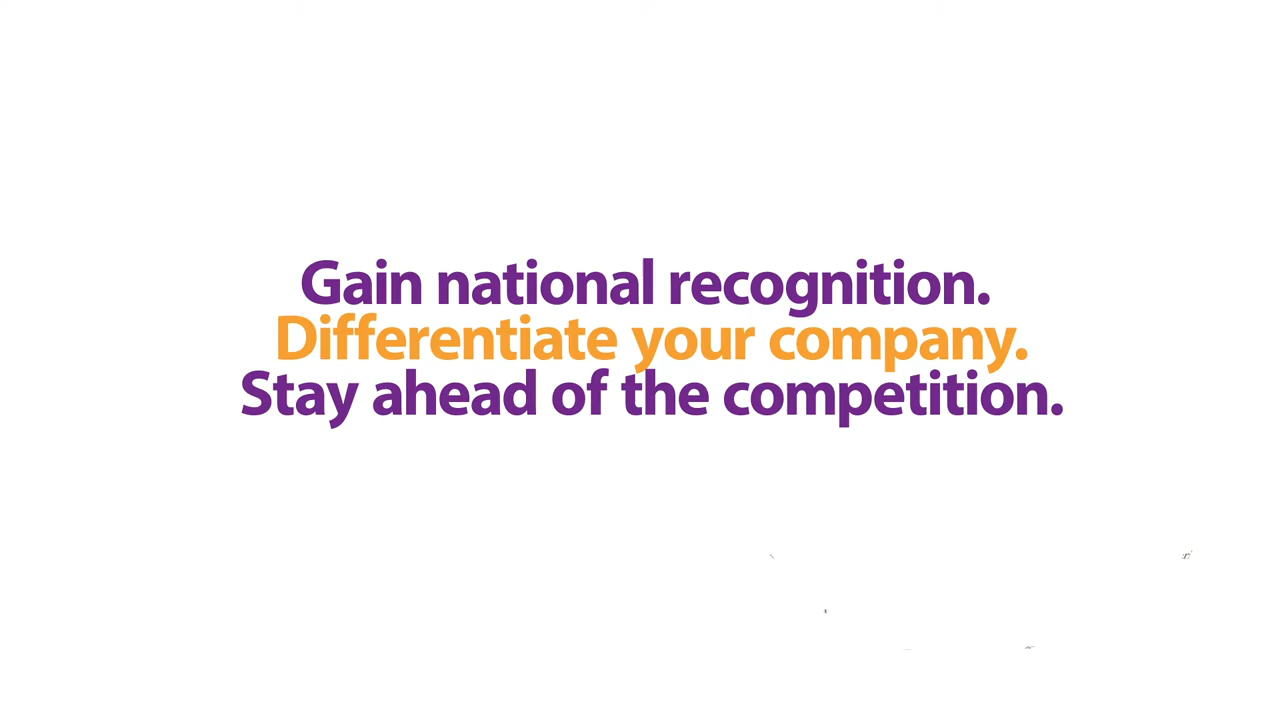 Gain national recognition.
Differentiate your company.
Stay ahead of the competition.